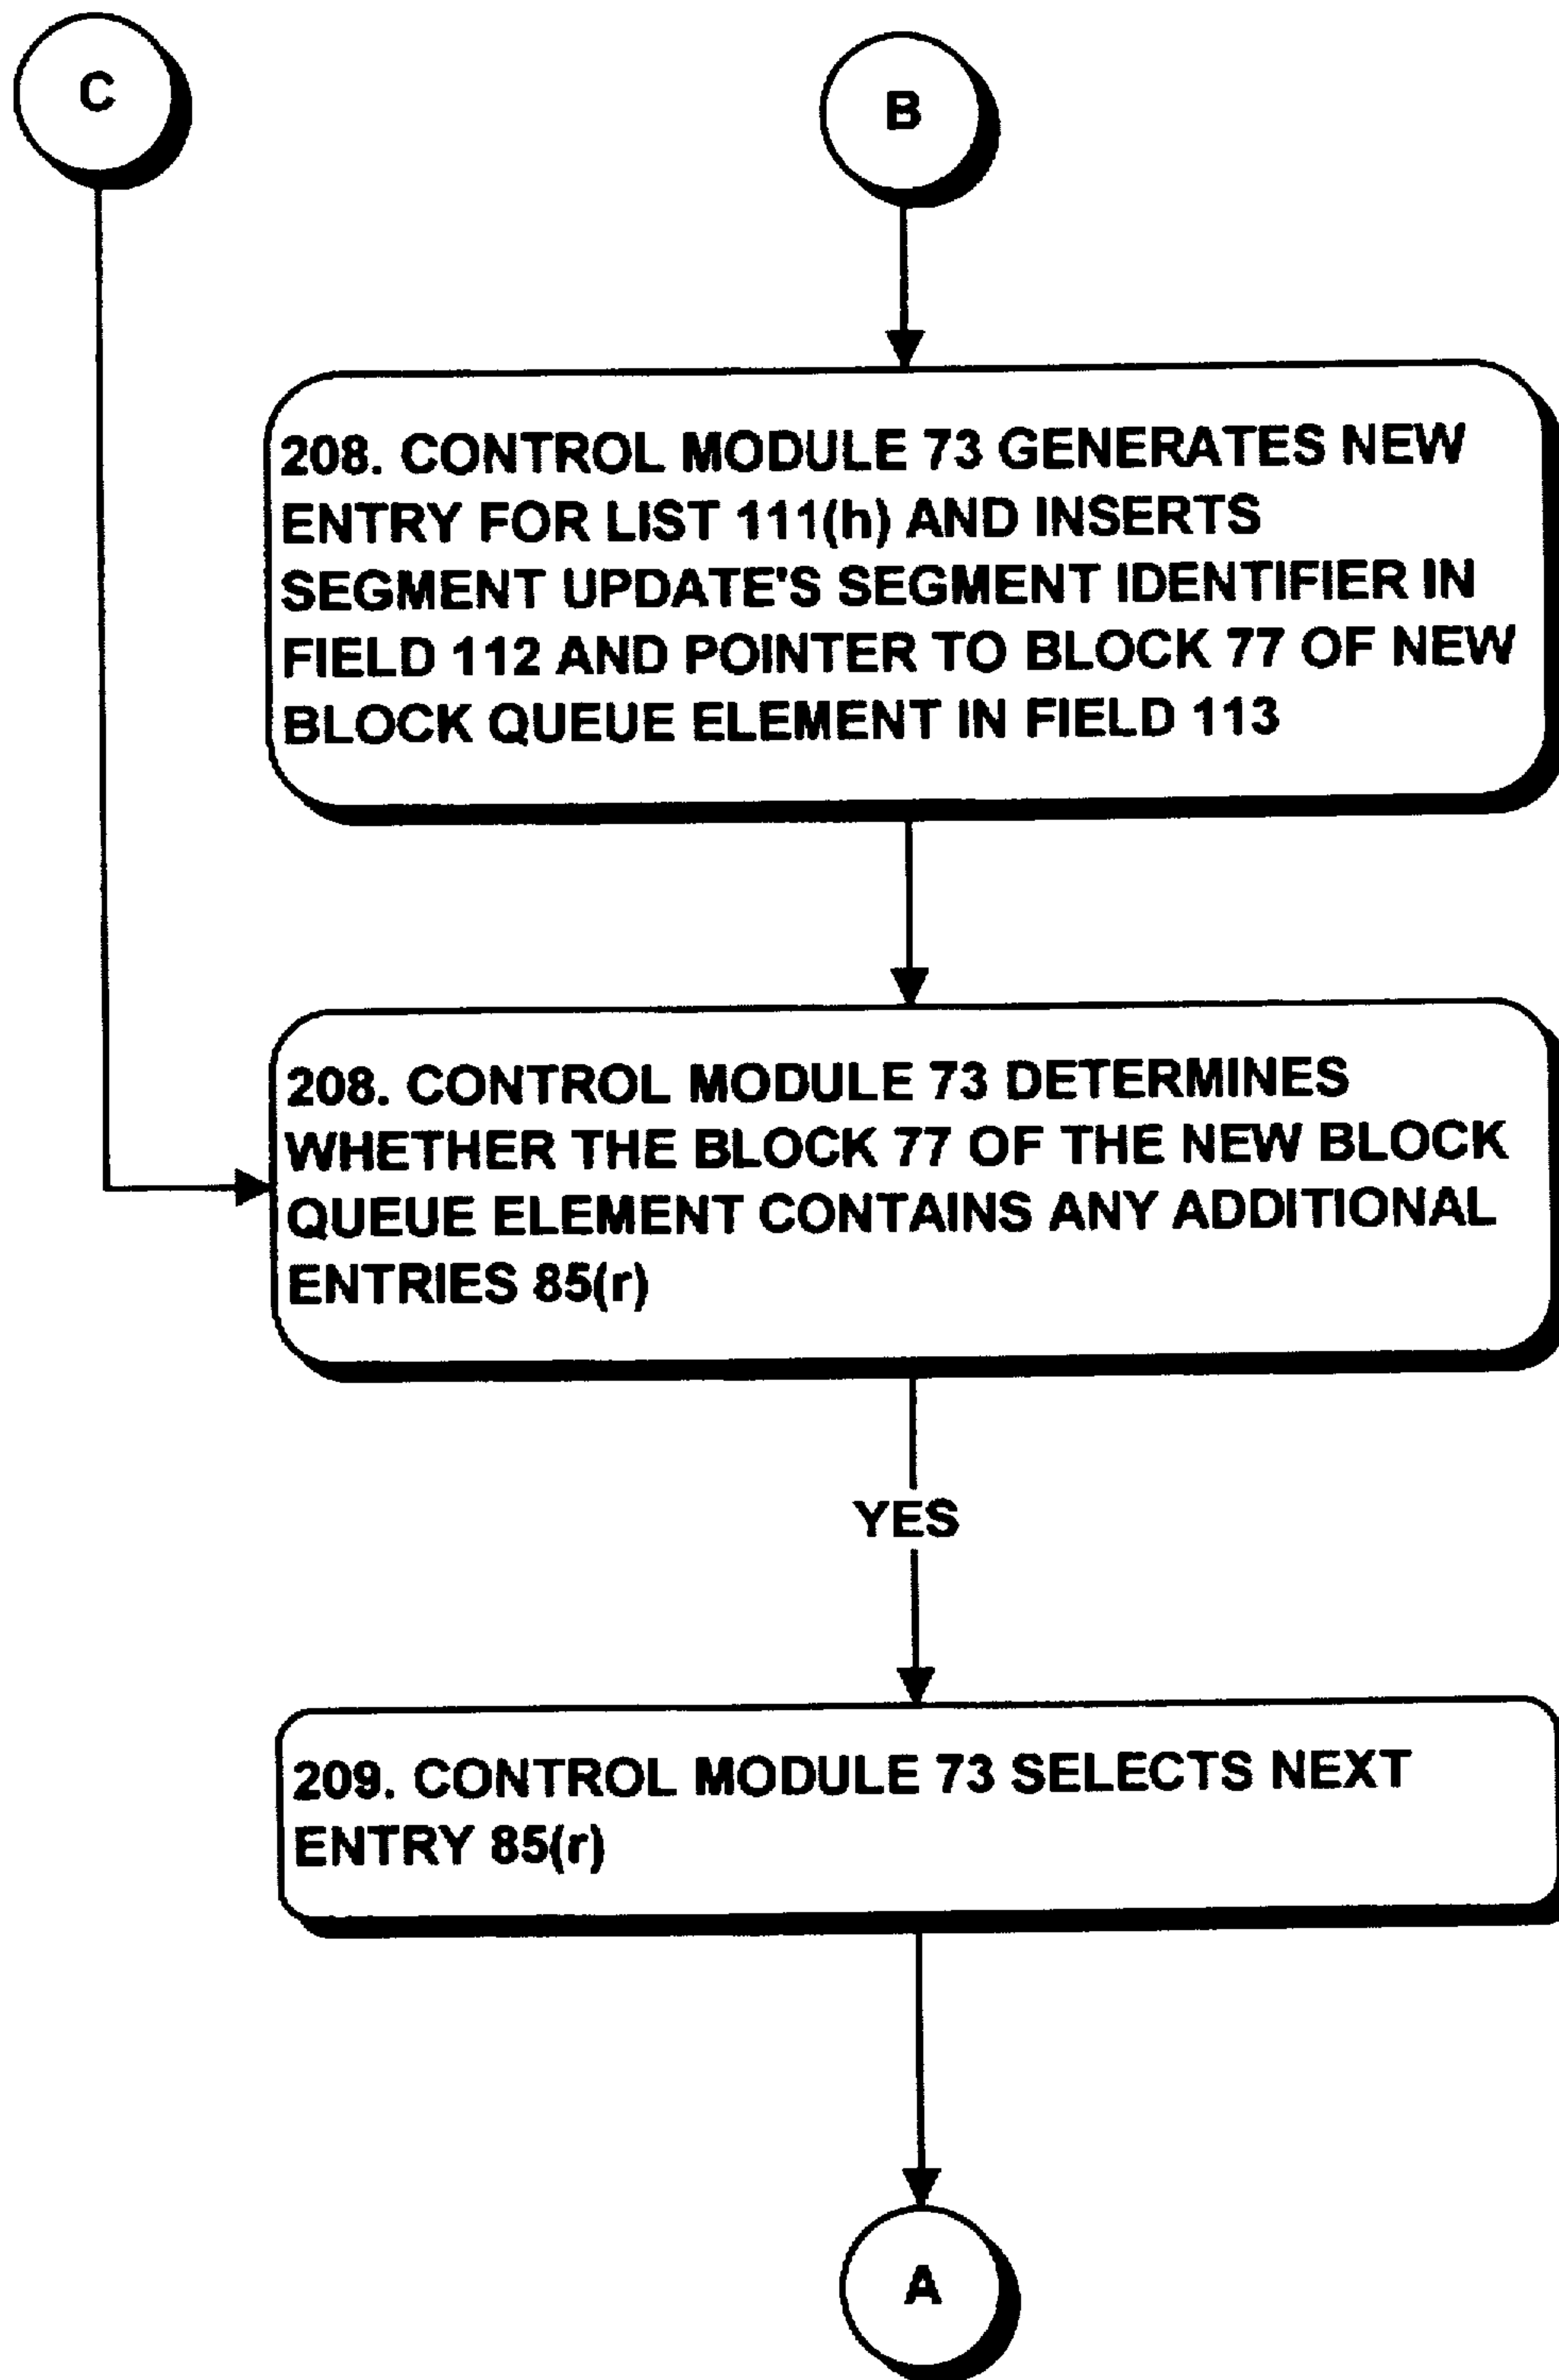 C
B
208. CONTROL MODULE 73 GENERATES NEW
ENTRY FOR LIST 111(h) AND INSERTS
SEGMENT UPDATE'S SEGMENT IDENTIFIER IN
FIELD 112 AND POINTER TO BLOCK 77 OF NEW
BLOCK QUEUE ELEMENT IN FIELD 113
208. CONTROL MODULE 73 DETERMINES
WHETHER THE BLOCK 77 OF THE NEW BLOCK
QUEUE ELEMENT CONTAINS ANY ADDITIONAL
ENTRIES 85(r)
YES
209. CONTROL MODULE 73 SELECTS NEXT
ENTRY 85(r)
A